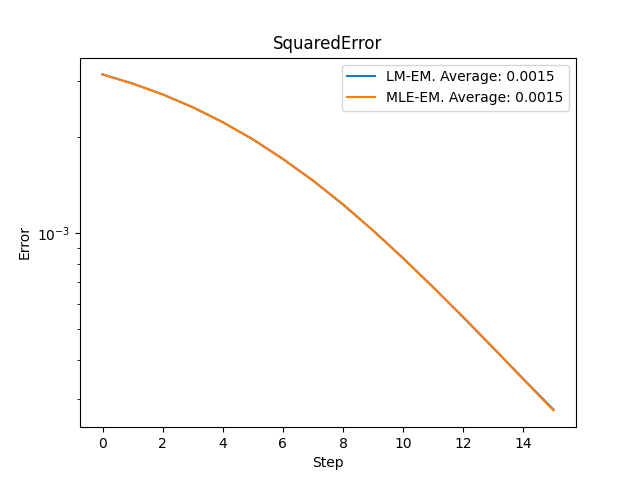 SquaredError
LM-EM. Average: 0.0015
MLE-EM. Average: 0.0015
Error
10⁻³
0 2 4 6 8 10 12 14
Step